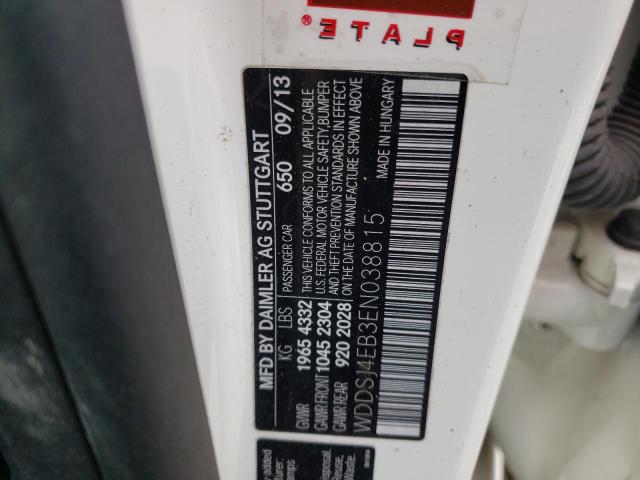 PLATE®
MFD BY DAIMLER AG STUTTGART
PASSENGER CAR 650 09/13
KG LBS
GVWR 1965 4332
GAWR FRONT 1045 2304
GAWR REAR 920 2028
THIS VEHICLE CONFORMS TO ALL APPLICABLE
U.S. FEDERAL MOTOR VEHICLE SAFETY, BUMPER
AND THEFT PREVENTION STANDARDS IN EFFECT
ON THE DATE OF MANUFACTURE SHOWN ABOVE
WDDSJ4EB3EN038815
MADE IN HUNGARY